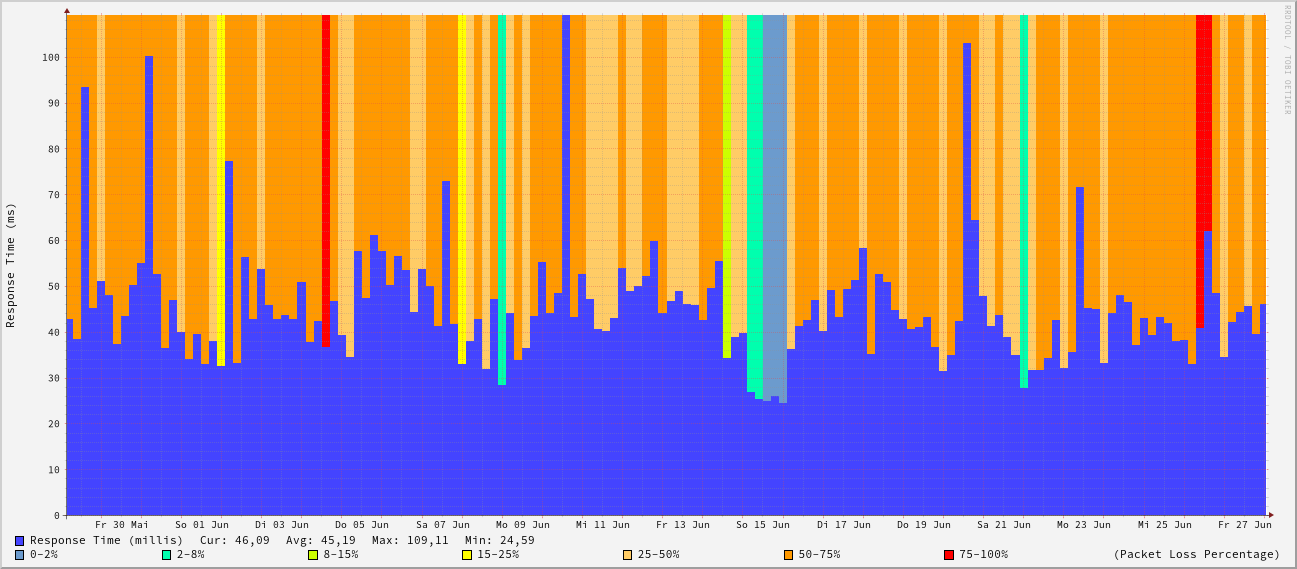 RRDTOOL / TOBI OETIKER
Response Time (ms)
100
90
80
70
60
50
40
30
20
10
0
Fr 30 Mai So 01 Jun Di 03 Jun Do 05 Jun Sa 07 Jun Mo 09 Jun Mi 11 Jun Fr 13 Jun So 15 Jun Di 17 Jun Do 19 Jun Sa 21 Jun Mo 23 Jun Mi 25 Jun Fr 27 Jun
Response Time (millis) Cur: 46,09 Avg: 45,19 Max: 109,11 Min: 24,59
0-2% 2-8% 8-15% 15-25% 25-50% 50-75% 75-100% (Packet Loss Percentage)